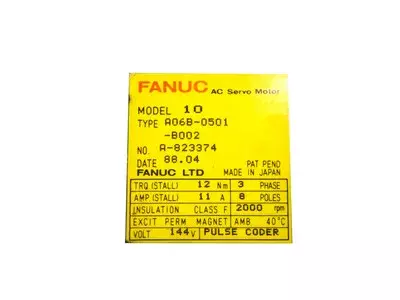 FANUC AC Servo Motor
MODEL 10
TYPE A06B-0501
-B002
NO. A-823374
DATE 88.04 PAT PEND
FANUC LTD MADE IN JAPAN
TRQ.(STALL) 12 Nm 3 PHASE
AMP.(STALL) 11 A 8 POLES
INSULATION CLASS F 2000 rpm
EXCIT PERM MAGNET AMB 40°C
VOLT 144V PULSE CODER